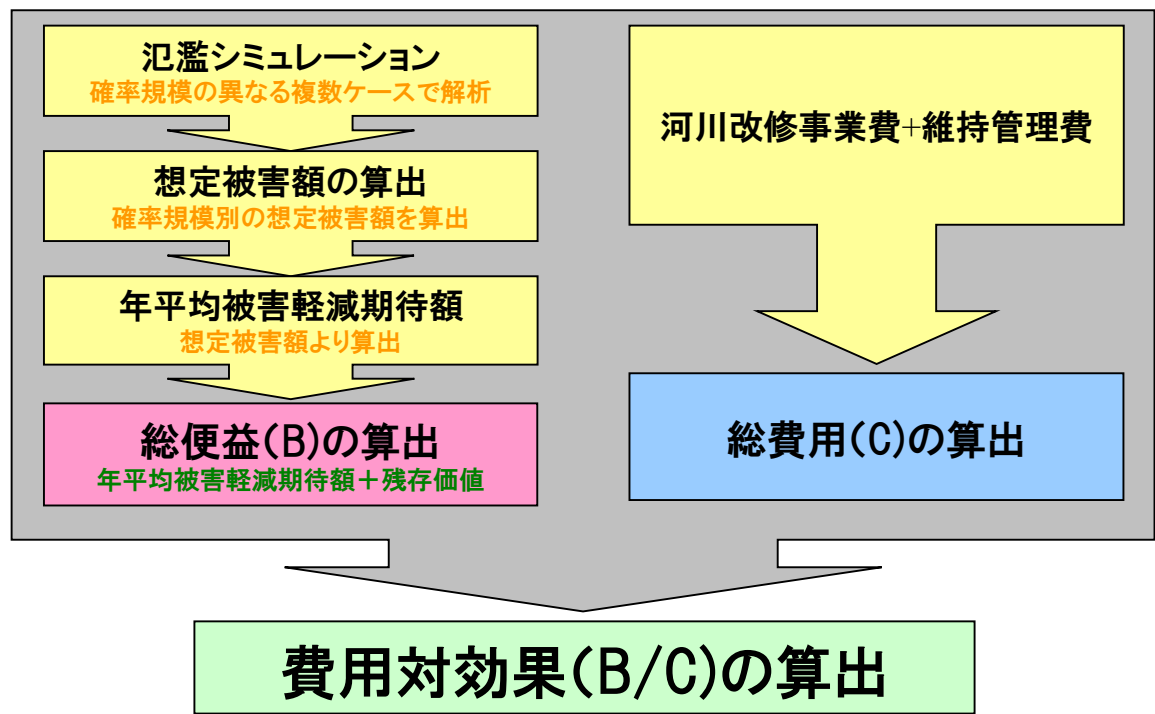 氾濫シミュレーション
確率規模の異なる複数ケースで解析
想定被害額の算出
確率規模別の想定被害額を算出
年平均被害軽減期待額
想定被害額より算出
総便益(B)の算出
年平均被害軽減期待額＋残存価値
河川改修事業費+維持管理費
総費用(C)の算出
費用対効果(B/C)の算出